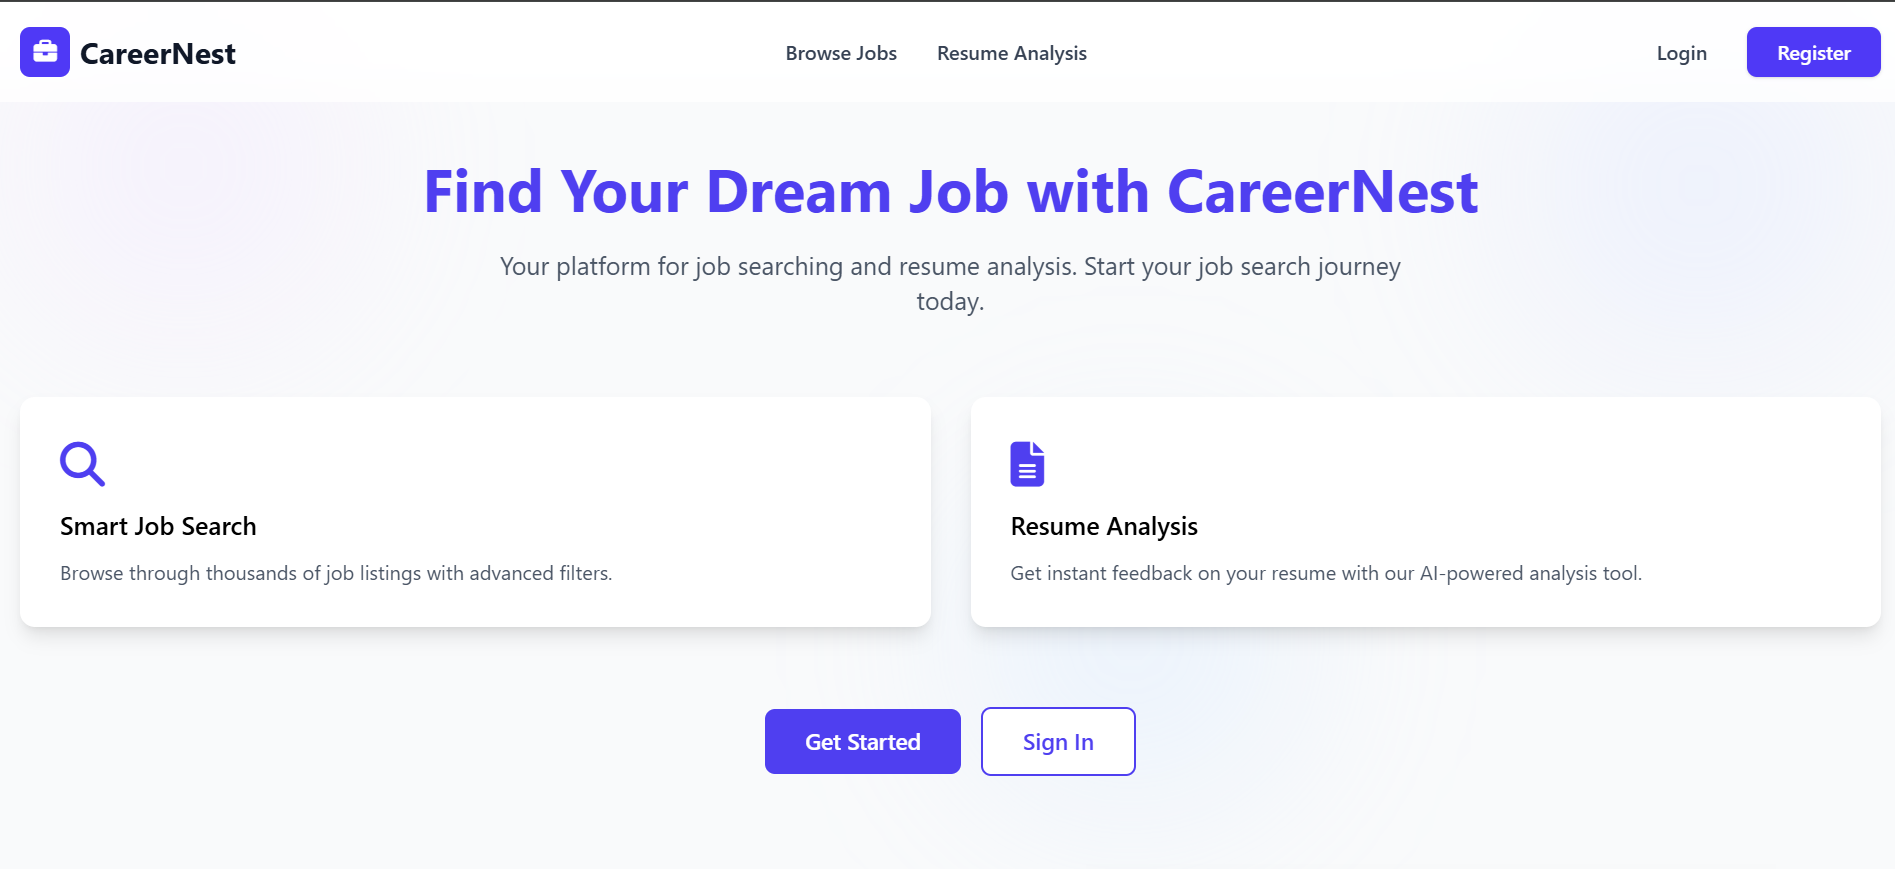 CareerNest
Browse Jobs
Resume Analysis
Login
Register
Find Your Dream Job with CareerNest
Your platform for job searching and resume analysis. Start your job search journey
today.
Smart Job Search
Browse through thousands of job listings with advanced filters.
Resume Analysis
Get instant feedback on your resume with our AI-powered analysis tool.
Get Started
Sign In